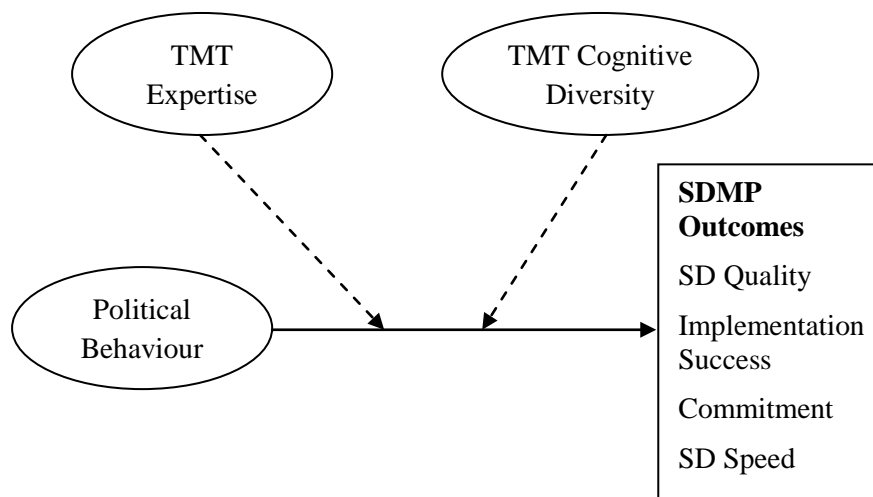 TMT
Expertise
TMT Cognitive
Diversity
Political
Behaviour
SDMP
Outcomes
SD Quality
Implementation
Success
Commitment
SD Speed